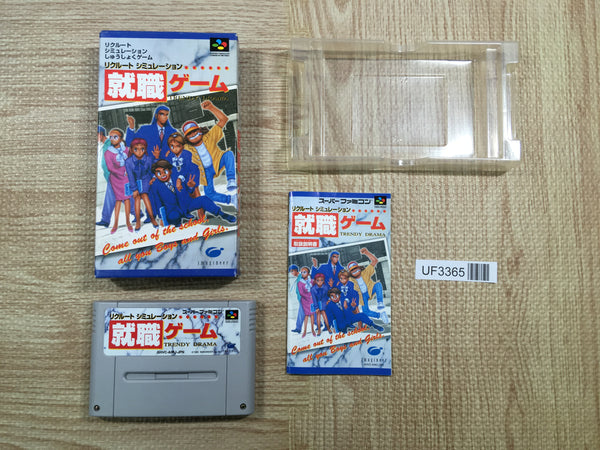 リクルート
シミュレーション
しゅうしょくゲーム
リクルート シミュレーション
就職ゲーム
TRENDY DRAMA
Come out of the school
all you Boys and Girls.
imagineer
スーパーファミコン
リクルート シミュレーション
就職ゲーム
取扱説明書
TRENDY DRAMA
Come out of the school
all you Boys and Girls.
imagineer
UF3365
リクルート シミュレーション
スーパーファミコン
就職ゲーム
TRENDY DRAMA